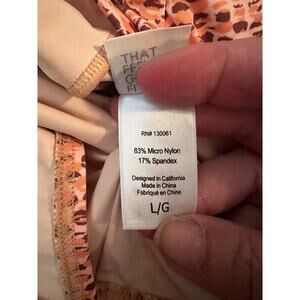 THAT
RN# 130061
83% Micro Nylon
17% Spandex
Designed in California
Made in China
Fabriqué en Chine
L/G